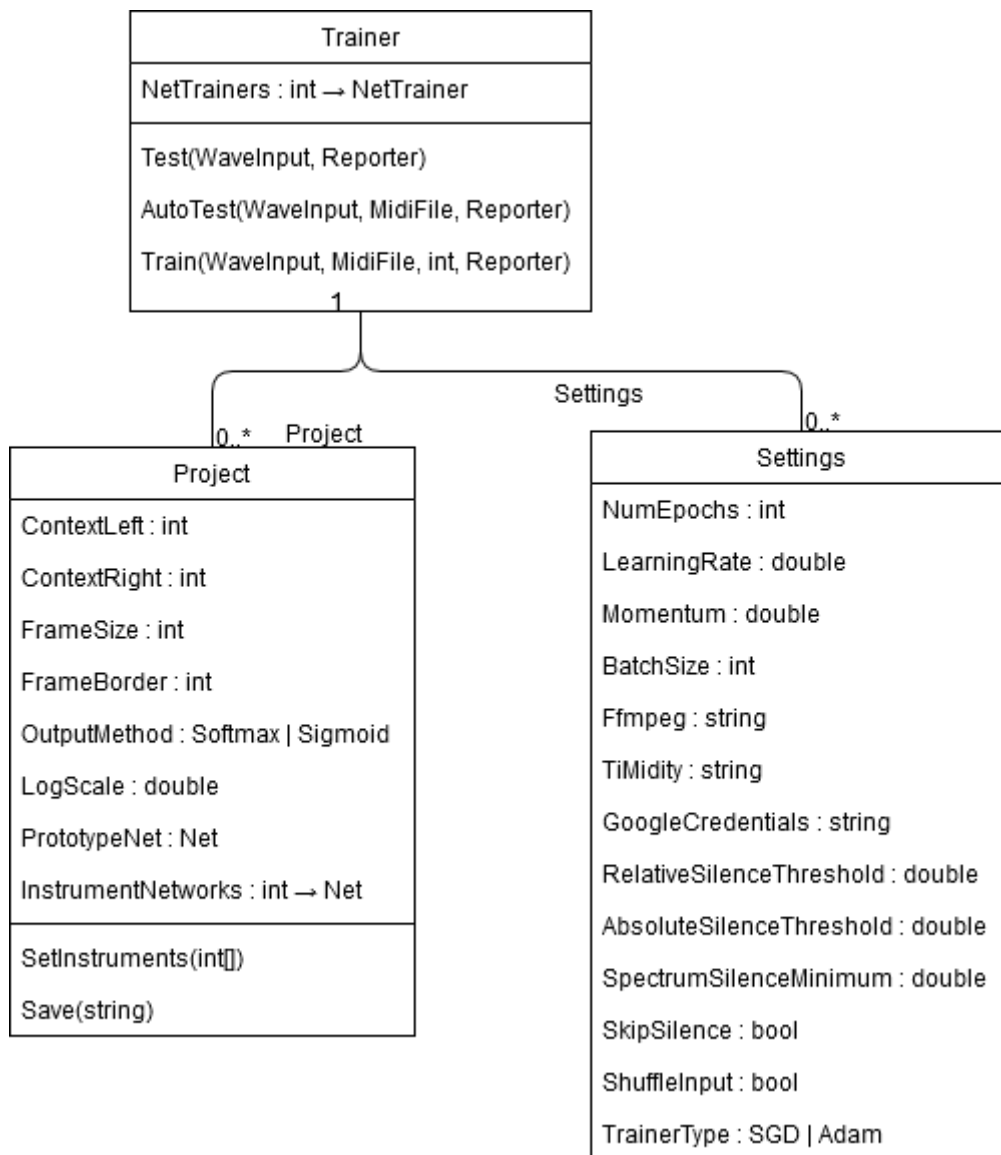 Trainer
NetTrainers : int → NetTrainer
Test(WaveInput, Reporter)
AutoTest(WaveInput, MidiFile, Reporter)
Train(WaveInput, MidiFile, int, Reporter)
1
Settings
0..*
0..* Project
Project
ContextLeft : int
ContextRight : int
FrameSize : int
FrameBorder : int
OutputMethod : Softmax | Sigmoid
LogScale : double
PrototypeNet : Net
InstrumentNetworks : int → Net
SetInstruments(int[])
Save(string)
Settings
NumEpochs : int
LearningRate : double
Momentum : double
BatchSize : int
Ffmpeg : string
TiMidity : string
GoogleCredentials : string
RelativeSilenceThreshold : double
AbsoluteSilenceThreshold : double
SpectrumSilenceMinimum : double
SkipSilence : bool
ShuffleInput : bool
TrainerType : SGD | Adam